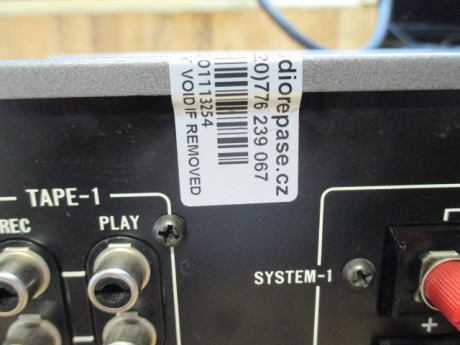 diorepase.cz
20)776 239 067
201113254
Y VOID IF REMOVED
TAPE-1
REC
PLAY
SYSTEM-1
+